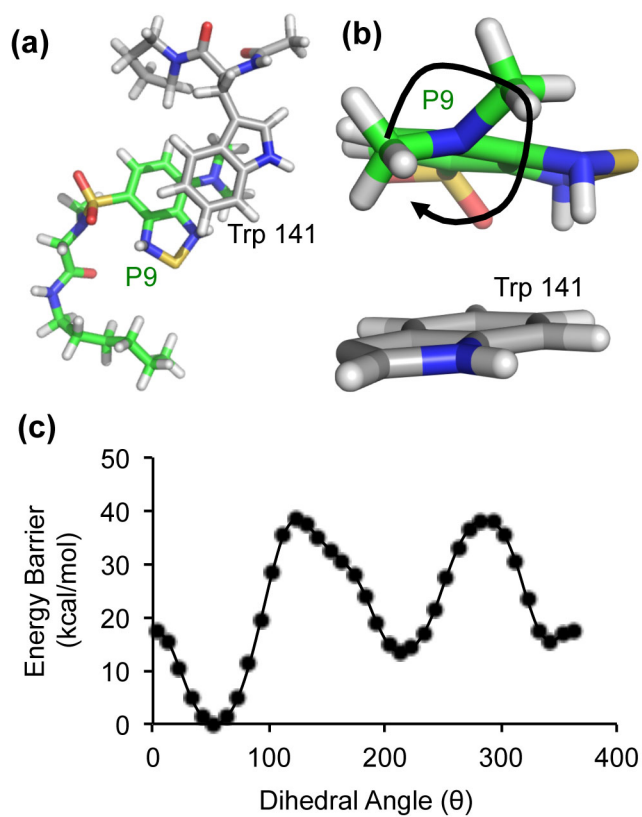 (a)
(b)
P9
Trp 141
P9
Trp 141
(c)
Energy Barrier
(kcal/mol)
50
40
30
20
10
0
0 100 200 300 400
Dihedral Angle (θ)